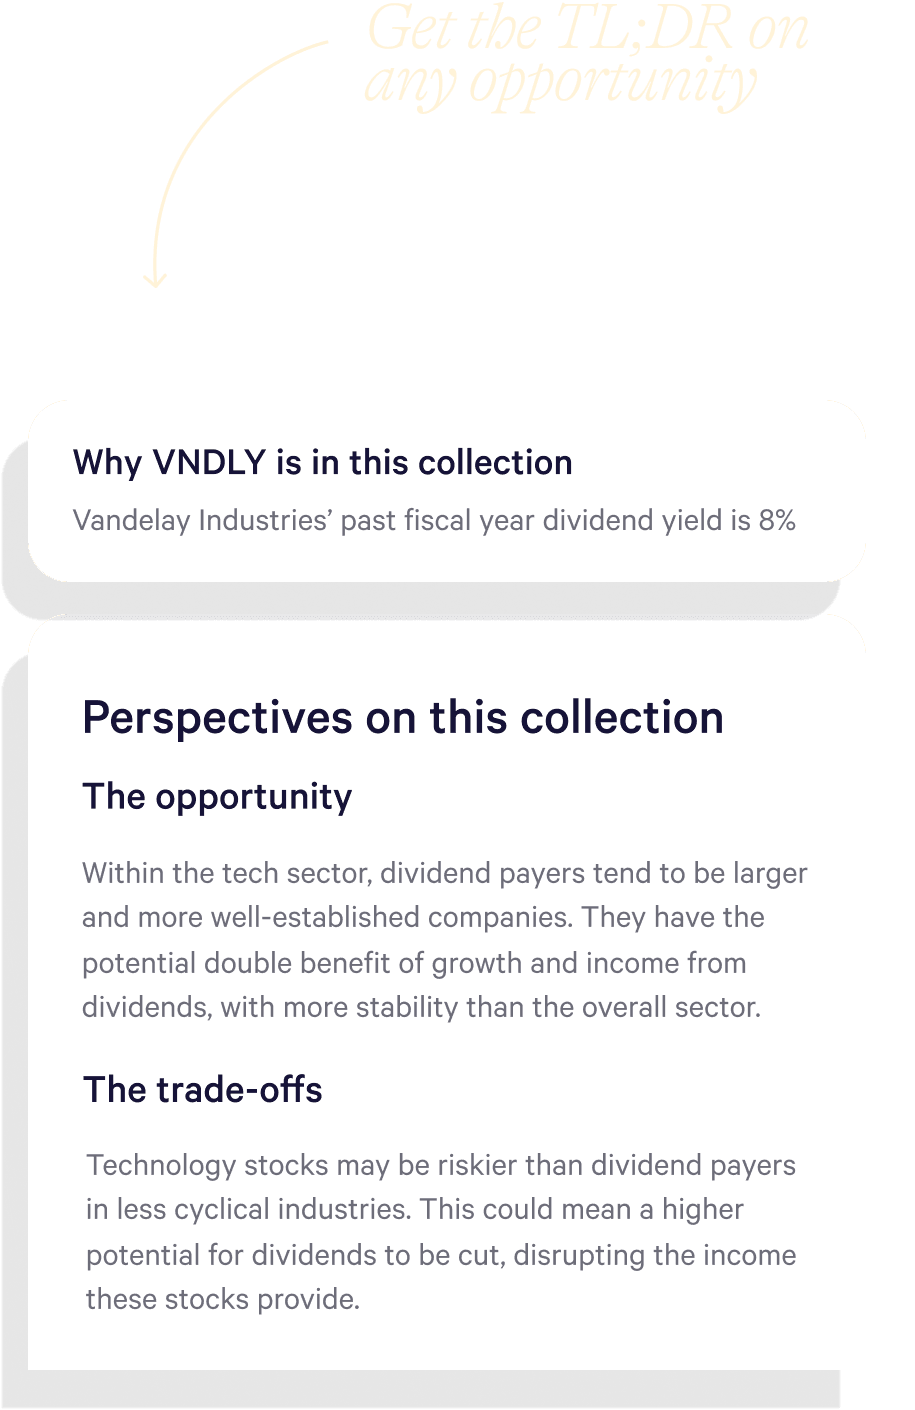 Get the TL;DR on
any opportunity
Why VNDLY is in this collection
Vandelay Industries’ past fiscal year dividend yield is 8%
Perspectives on this collection
The opportunity
Within the tech sector, dividend payers tend to be larger
and more well-established companies. They have the
potential double benefit of growth and income from
dividends, with more stability than the overall sector.
The trade-offs
Technology stocks may be riskier than dividend payers
in less cyclical industries. This could mean a higher
potential for dividends to be cut, disrupting the income
these stocks provide.